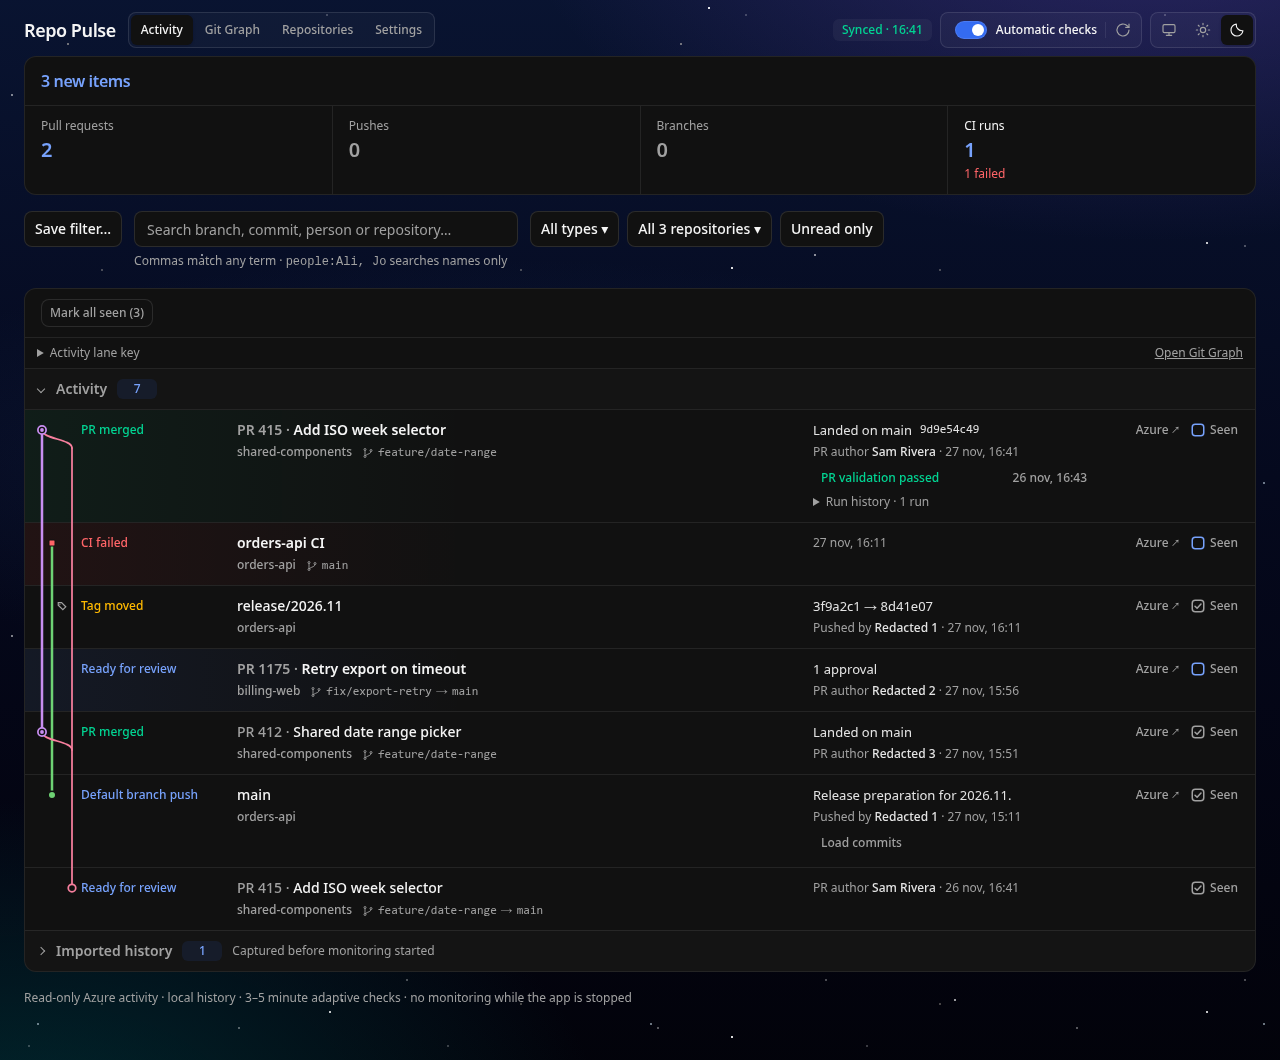 Repo Pulse
Activity
Git Graph
Repositories
Settings
Synced · 16:41
Automatic checks
3 new items
Pull requests
2
Pushes
0
Branches
0
CI runs
1
1 failed
Save filter...
Search branch, commit, person or repository...
All types ▾
All 3 repositories ▾
Unread only
Commas match any term · people:Ali, Jo searches names only
Mark all seen (3)
Activity lane key
Open Git Graph
Activity 7
PR merged
PR 415 · Add ISO week selector
shared-components feature/date-range
Landed on main 9d9e54c49
PR author Sam Rivera · 27 nov, 16:41
PR validation passed 26 nov, 16:43
Run history · 1 run
Azure ↗ Seen
CI failed
orders-api CI
orders-api main
27 nov, 16:11
Azure ↗ Seen
Tag moved
release/2026.11
orders-api
3f9a2c1 → 8d41e07
Pushed by Redacted 1 · 27 nov, 16:11
Azure ↗ Seen
Ready for review
PR 1175 · Retry export on timeout
billing-web fix/export-retry → main
1 approval
PR author Redacted 2 · 27 nov, 15:56
Azure ↗ Seen
PR merged
PR 412 · Shared date range picker
shared-components feature/date-range
Landed on main
PR author Redacted 3 · 27 nov, 15:51
Azure ↗ Seen
Default branch push
main
orders-api
Release preparation for 2026.11.
Pushed by Redacted 1 · 27 nov, 15:11
Load commits
Azure ↗ Seen
Ready for review
PR 415 · Add ISO week selector
shared-components feature/date-range → main
PR author Sam Rivera · 26 nov, 16:41
Seen
Imported history 1 Captured before monitoring started
Read-only Azure activity · local history · 3–5 minute adaptive checks · no monitoring while the app is stopped